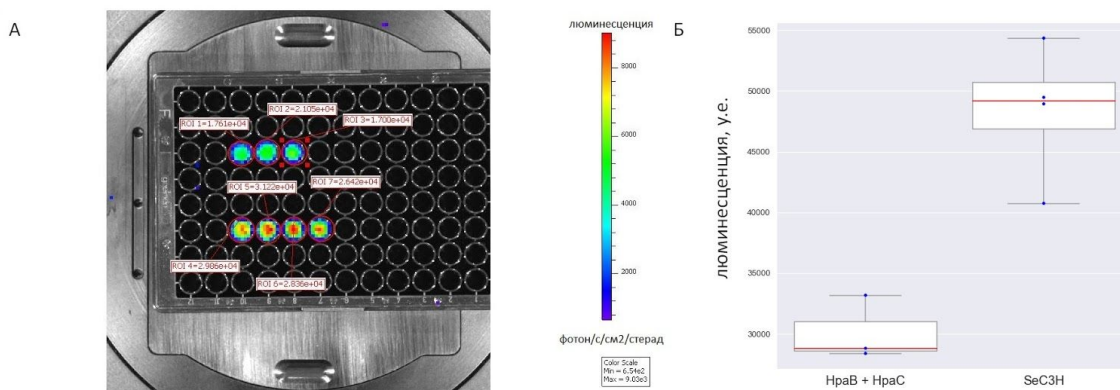 А
люминесценция
Б
ROI 2=2.105e+04
ROI 1=1.761e+04
ROI 3=1.700e+04
ROI 5=3.122e+04
ROI 7=2.642e+04
ROI 4=2.986e+04
ROI 6=2.836e+04
8000
6000
4000
2000
фотон/с/см2/стерад
Color Scale
Min = 6.54e2
Max = 9.03e3
люминесценция, у.е.
55000
50000
45000
40000
35000
30000
HpaB + HpaC
SeC3H